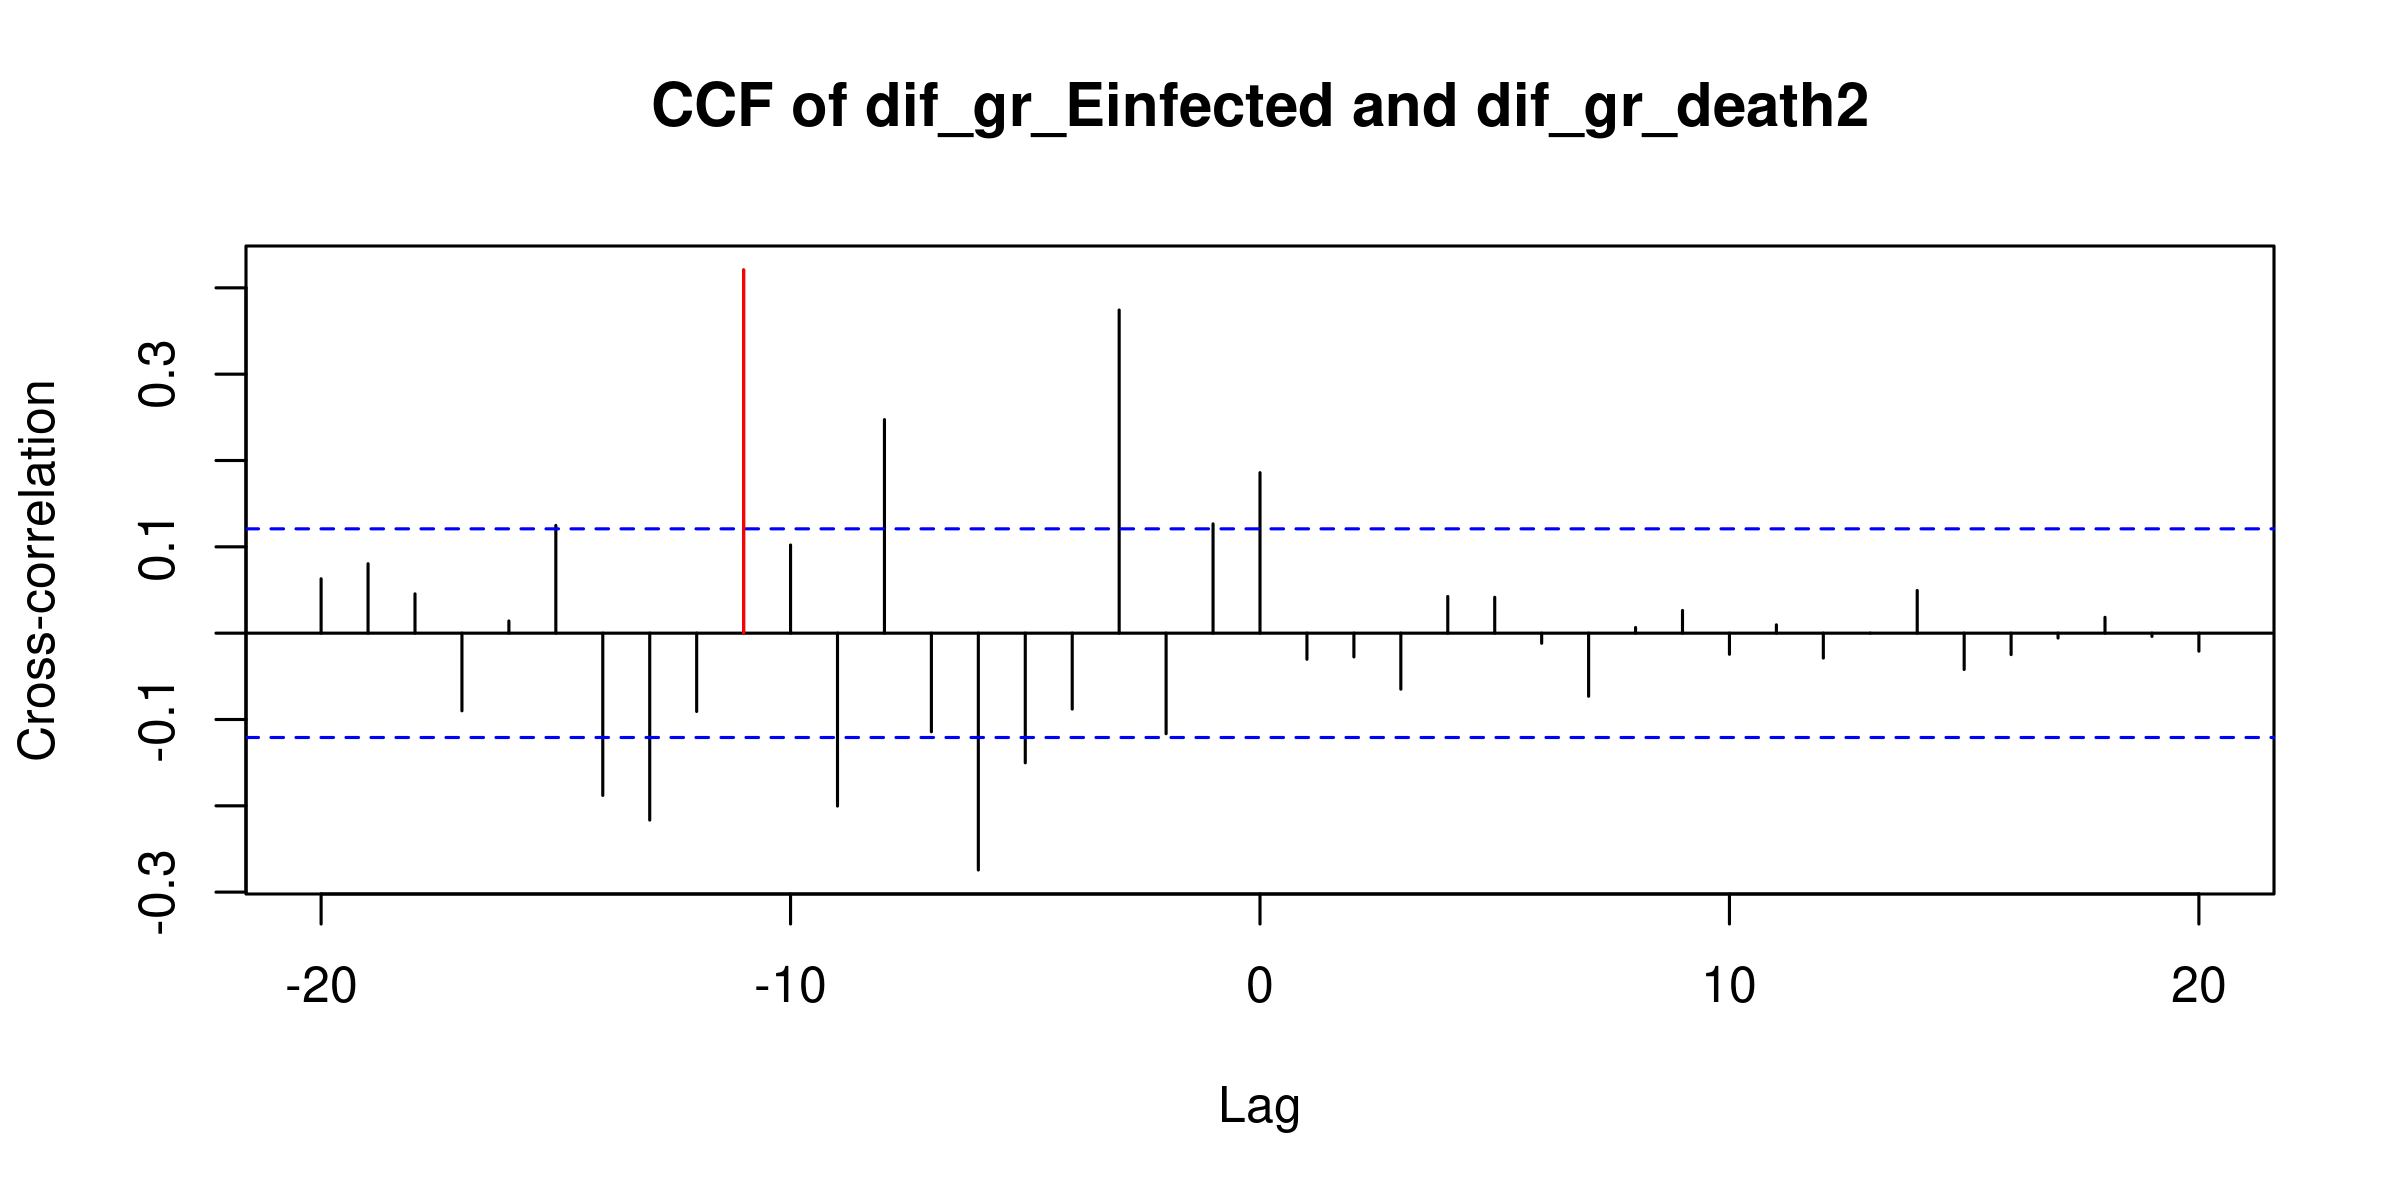 CCF of dif_gr_Einfected and dif_gr_death2
Cross-correlation
0.3
0.1
-0.1
-0.3
-20 -10 0 10 20
Lag